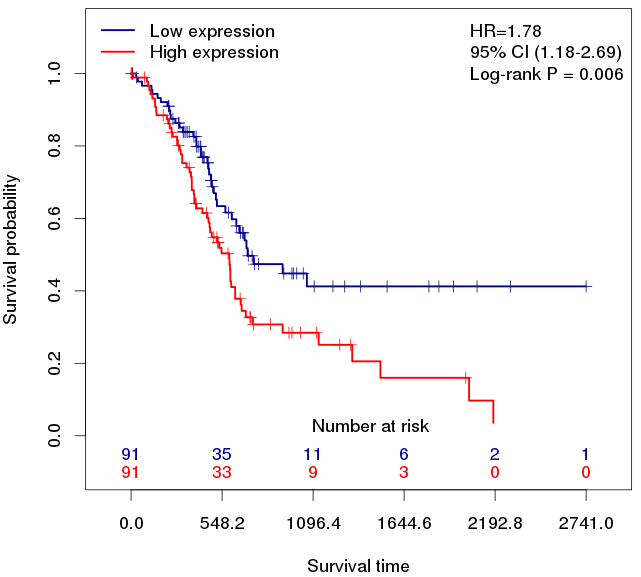 Low expression
High expression
HR=1.78
95% CI (1.18-2.69)
Log-rank P = 0.006
Survival probability
1.0
0.8
0.6
0.4
0.2
0.0
Number at risk
91 35 11 6 2 1
91 33 9 3 0 0
0.0 548.2 1096.4 1644.6 2192.8 2741.0
Survival time